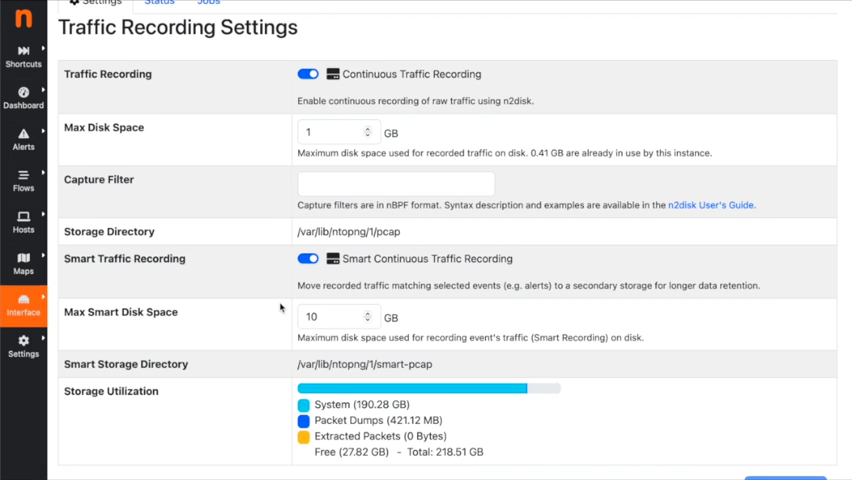 Settings Status Jobs
Traffic Recording Settings
Shortcuts
Dashboard
Alerts
Flows
Hosts
Maps
Interface
Settings
Traffic Recording
Continuous Traffic Recording
Enable continuous recording of raw traffic using n2disk.
Max Disk Space
1 GB
Maximum disk space used for recorded traffic on disk. 0.41 GB are already in use by this instance.
Capture Filter
Capture filters are in nBPF format. Syntax description and examples are available in the n2disk User's Guide.
Storage Directory
/var/lib/ntopng/1/pcap
Smart Traffic Recording
Smart Continuous Traffic Recording
Move recorded traffic matching selected events (e.g. alerts) to a secondary storage for longer data retention.
Max Smart Disk Space
10 GB
Maximum disk space used for recording event's traffic (Smart Recording) on disk.
Smart Storage Directory
/var/lib/ntopng/1/smart-pcap
Storage Utilization
System (190.28 GB)
Packet Dumps (421.12 MB)
Extracted Packets (0 Bytes)
Free (27.82 GB) - Total: 218.51 GB